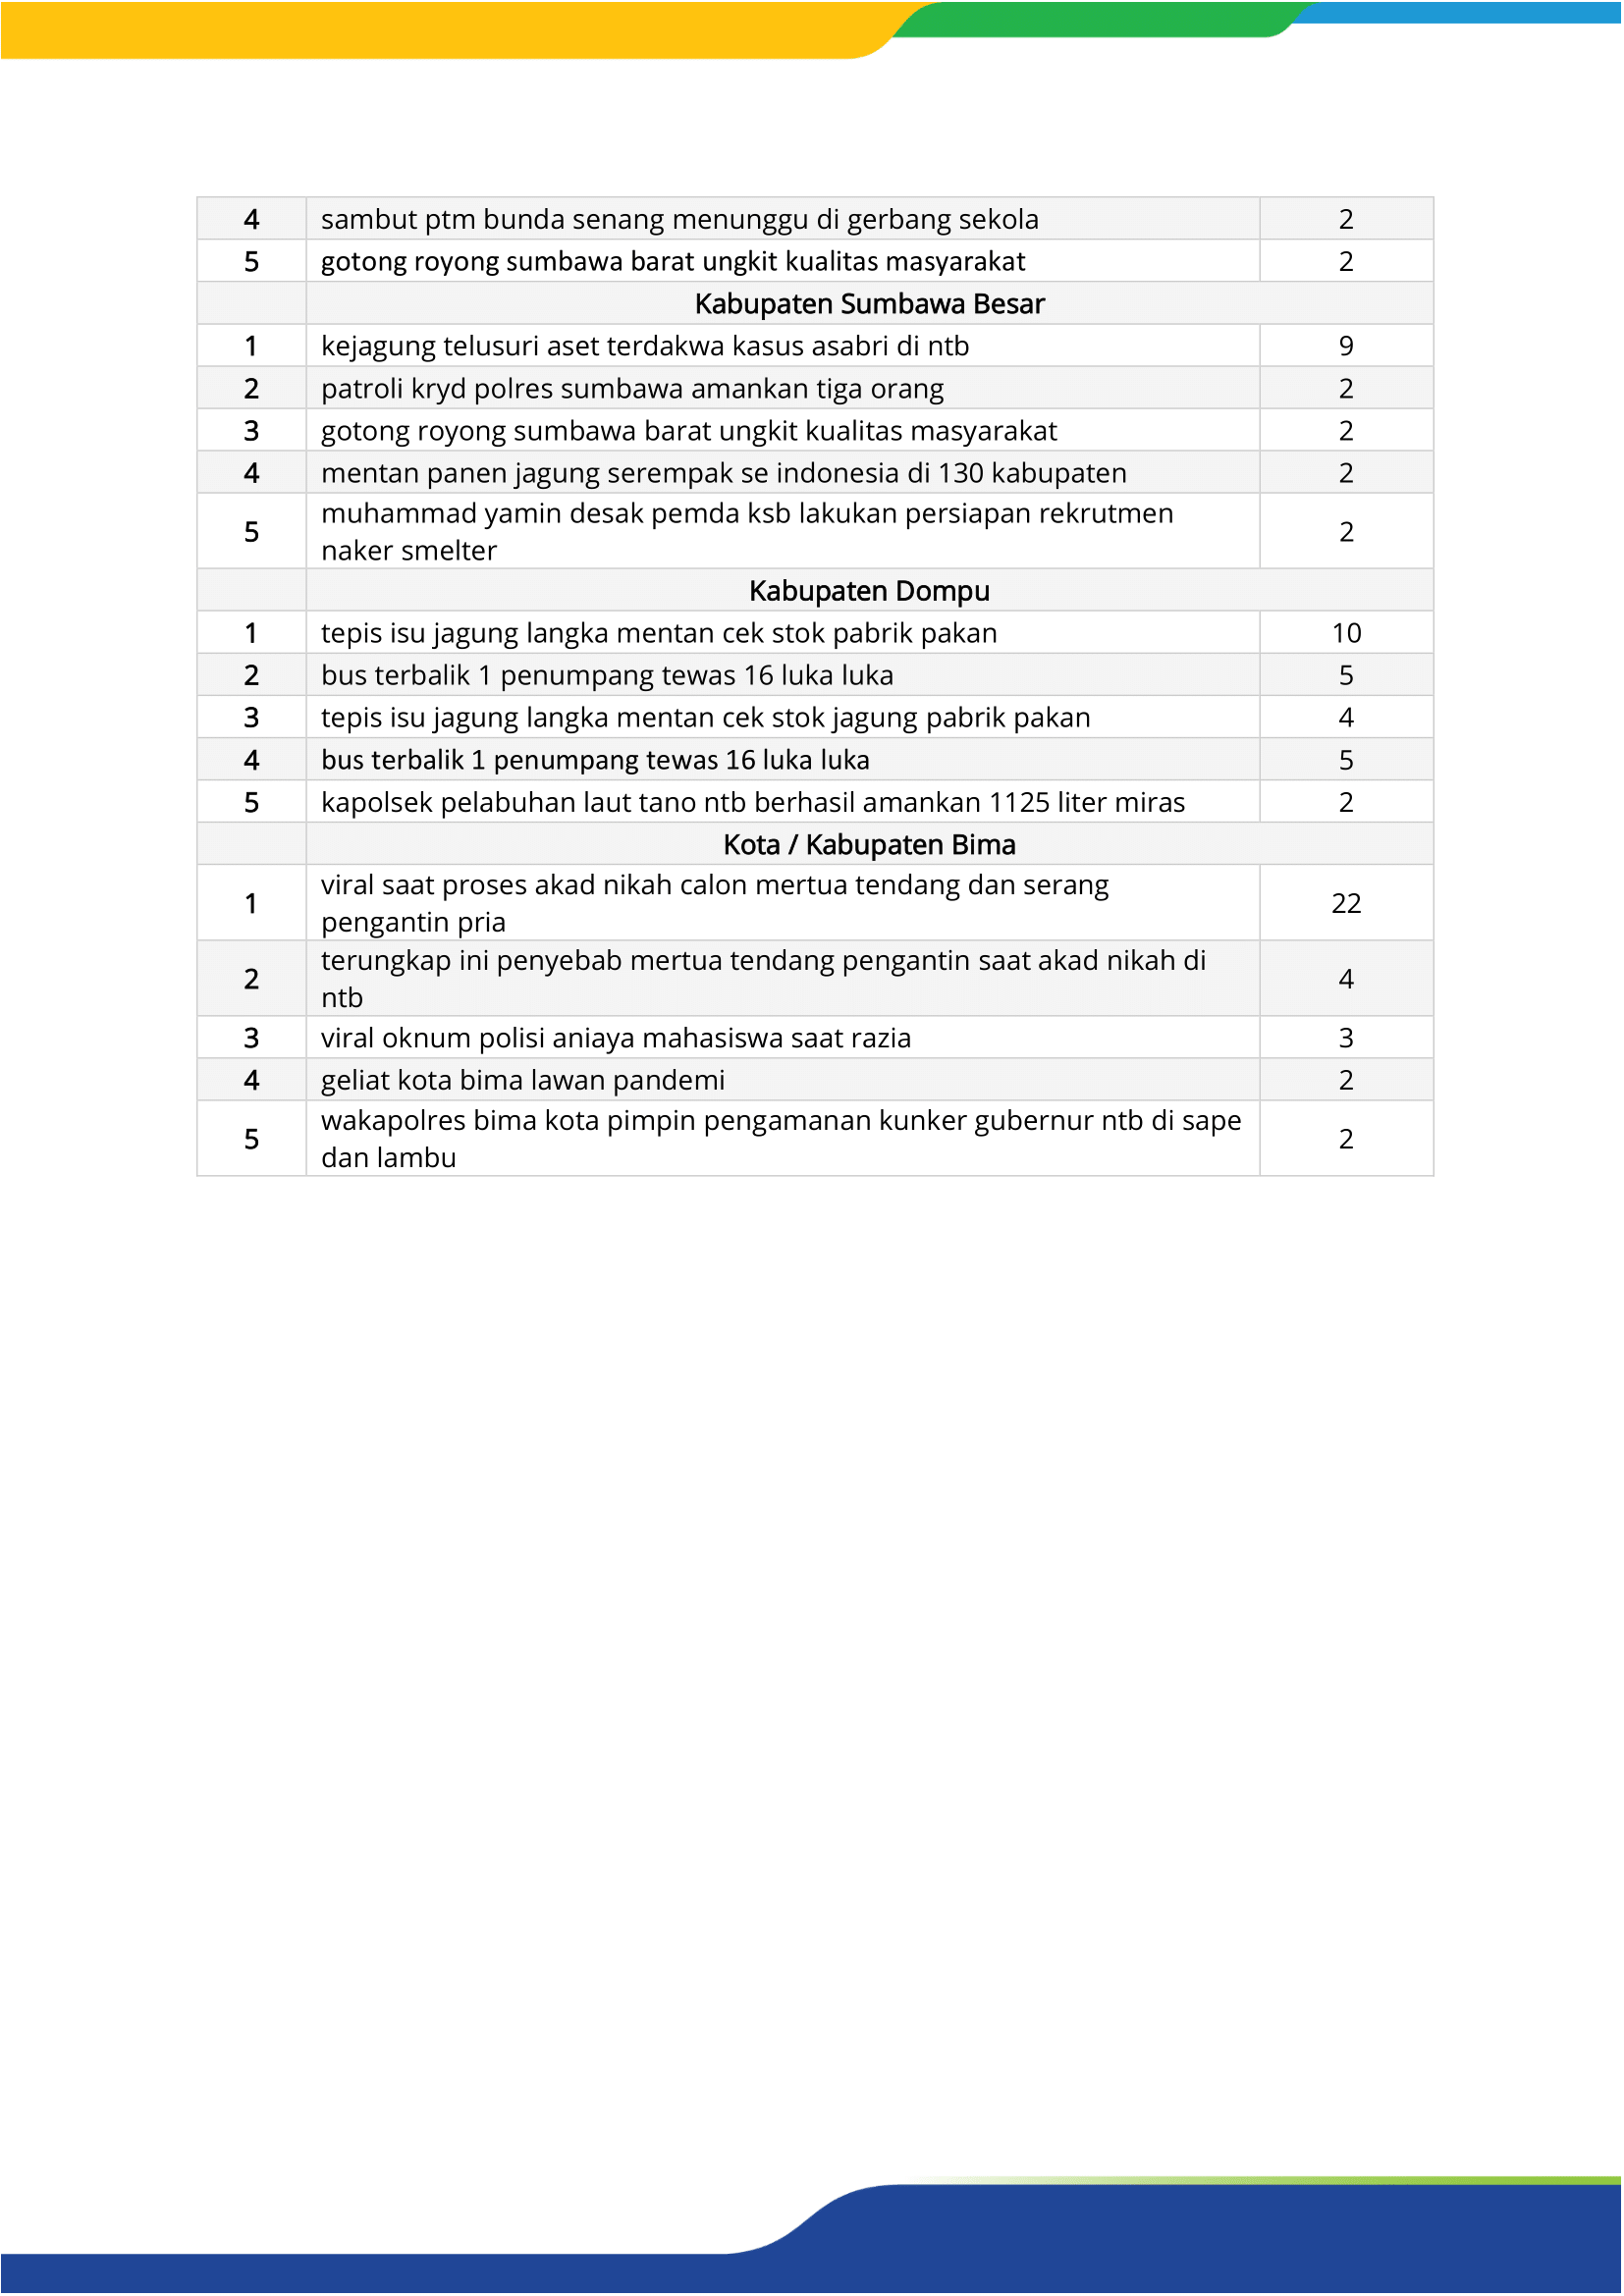 4 sambut ptm bunda senang menunggu di gerbang sekola 2
5 gotong royong sumbawa barat ungkit kualitas masyarakat 2
Kabupaten Sumbawa Besar
1 kejagung telusuri aset terdakwa kasus asabri di ntb 9
2 patroli kryd polres sumbawa amankan tiga orang 2
3 gotong royong sumbawa barat ungkit kualitas masyarakat 2
4 mentan panen jagung serempak se indonesia di 130 kabupaten 2
5 muhammad yamin desak pemda ksb lakukan persiapan rekrutmen
naker smelter 2
Kabupaten Dompu
1 tepis isu jagung langka mentan cek stok pabrik pakan 10
2 bus terbalik 1 penumpang tewas 16 luka luka 5
3 tepis isu jagung langka mentan cek stok jagung pabrik pakan 4
4 bus terbalik 1 penumpang tewas 16 luka luka 5
5 kapolsek pelabuhan laut tano ntb berhasil amankan 1125 liter miras 2
Kota / Kabupaten Bima
1 viral saat proses akad nikah calon mertua tendang dan serang
pengantin pria 22
2 terungkap ini penyebab mertua tendang pengantin saat akad nikah di
ntb 4
3 viral oknum polisi aniaya mahasiswa saat razia 3
4 geliat kota bima lawan pandemi 2
5 wakapolres bima kota pimpin pengamanan kunker gubernur ntb di sape
dan lambu 2